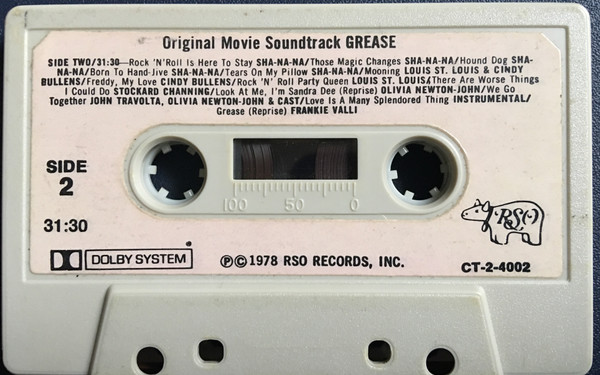 Original Movie Soundtrack GREASE
SIDE TWO/31:30—Rock 'N'Roll Is Here To Stay SHA-NA-NA/Those Magic Changes SHA-NA-NA/Hound Dog SHA-
NA-NA/Born To Hand-Jive SHA-NA-NA/Tears On My Pillow SHA-NA-NA/Mooning LOUIS ST. LOUIS & CINDY
BULLENS/Freddy, My Love CINDY BULLENS/Rock 'N' Roll Party Queen LOUIS ST. LOUIS/There Are Worse Things
I Could Do STOCKARD CHANNING/Look At Me, I'm Sandra Dee (Reprise) OLIVIA NEWTON-JOHN/We Go
Together JOHN TRAVOLTA, OLIVIA NEWTON-JOHN & CAST/Love Is A Many Splendored Thing INSTRUMENTAL/
Grease (Reprise) FRANKIE VALLI
SIDE
2
100 50 0
31:30
RSO
DOLBY SYSTEM
℗©1978 RSO RECORDS, INC.
CT-2-4002